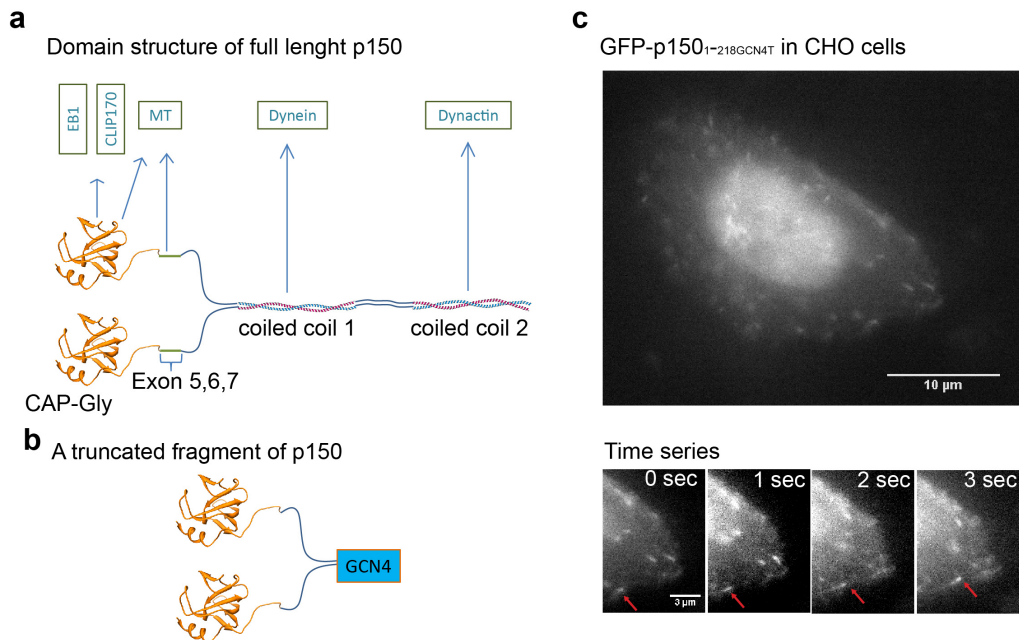 a
Domain structure of full lenght p150
EB1
CLIP170
MT
Dynein
Dynactin
coiled coil 1
coiled coil 2
Exon 5,6,7
CAP-Gly
b
A truncated fragment of p150
GCN4
c
GFP-p150₁-₂₁₈GCN4T in CHO cells
10 µm
Time series
0 sec
1 sec
2 sec
3 sec
3 µm